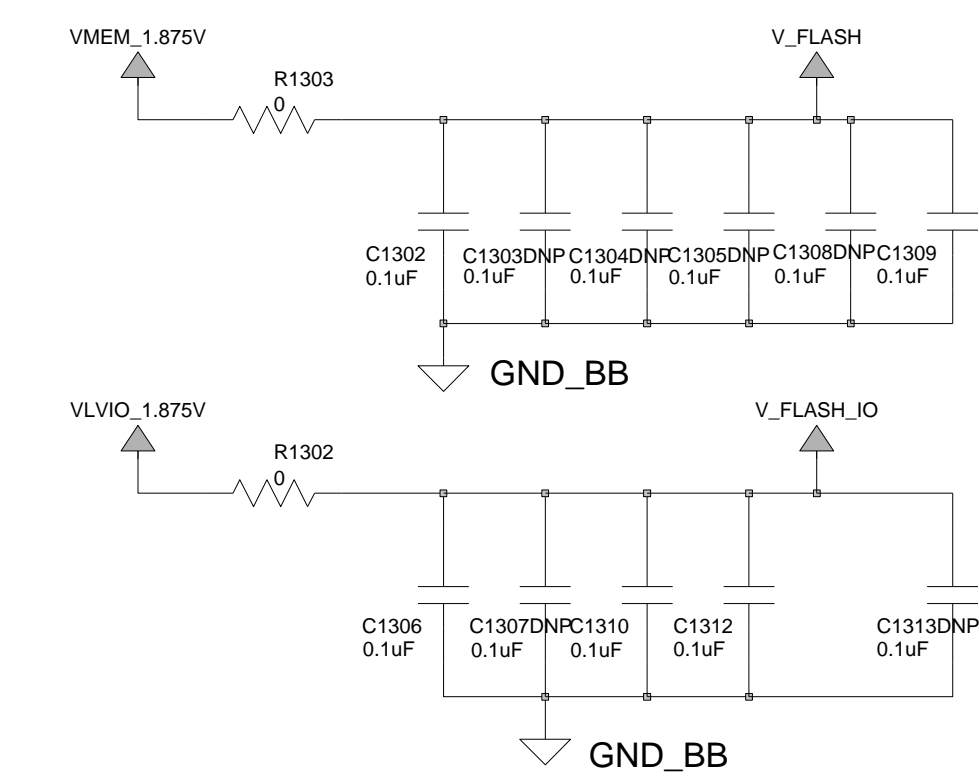 VMEM_1.875V
V_FLASH
R1303
0
C1302
0.1uF
C1303DNP
0.1uF
C1304DNP
0.1uF
C1305DNP
0.1uF
C1308DNP
0.1uF
C1309
0.1uF
GND_BB
VLVIO_1.875V
V_FLASH_IO
R1302
0
C1306
0.1uF
C1307DNP
0.1uF
C1310
0.1uF
C1312
0.1uF
C1313DNP
0.1uF
GND_BB